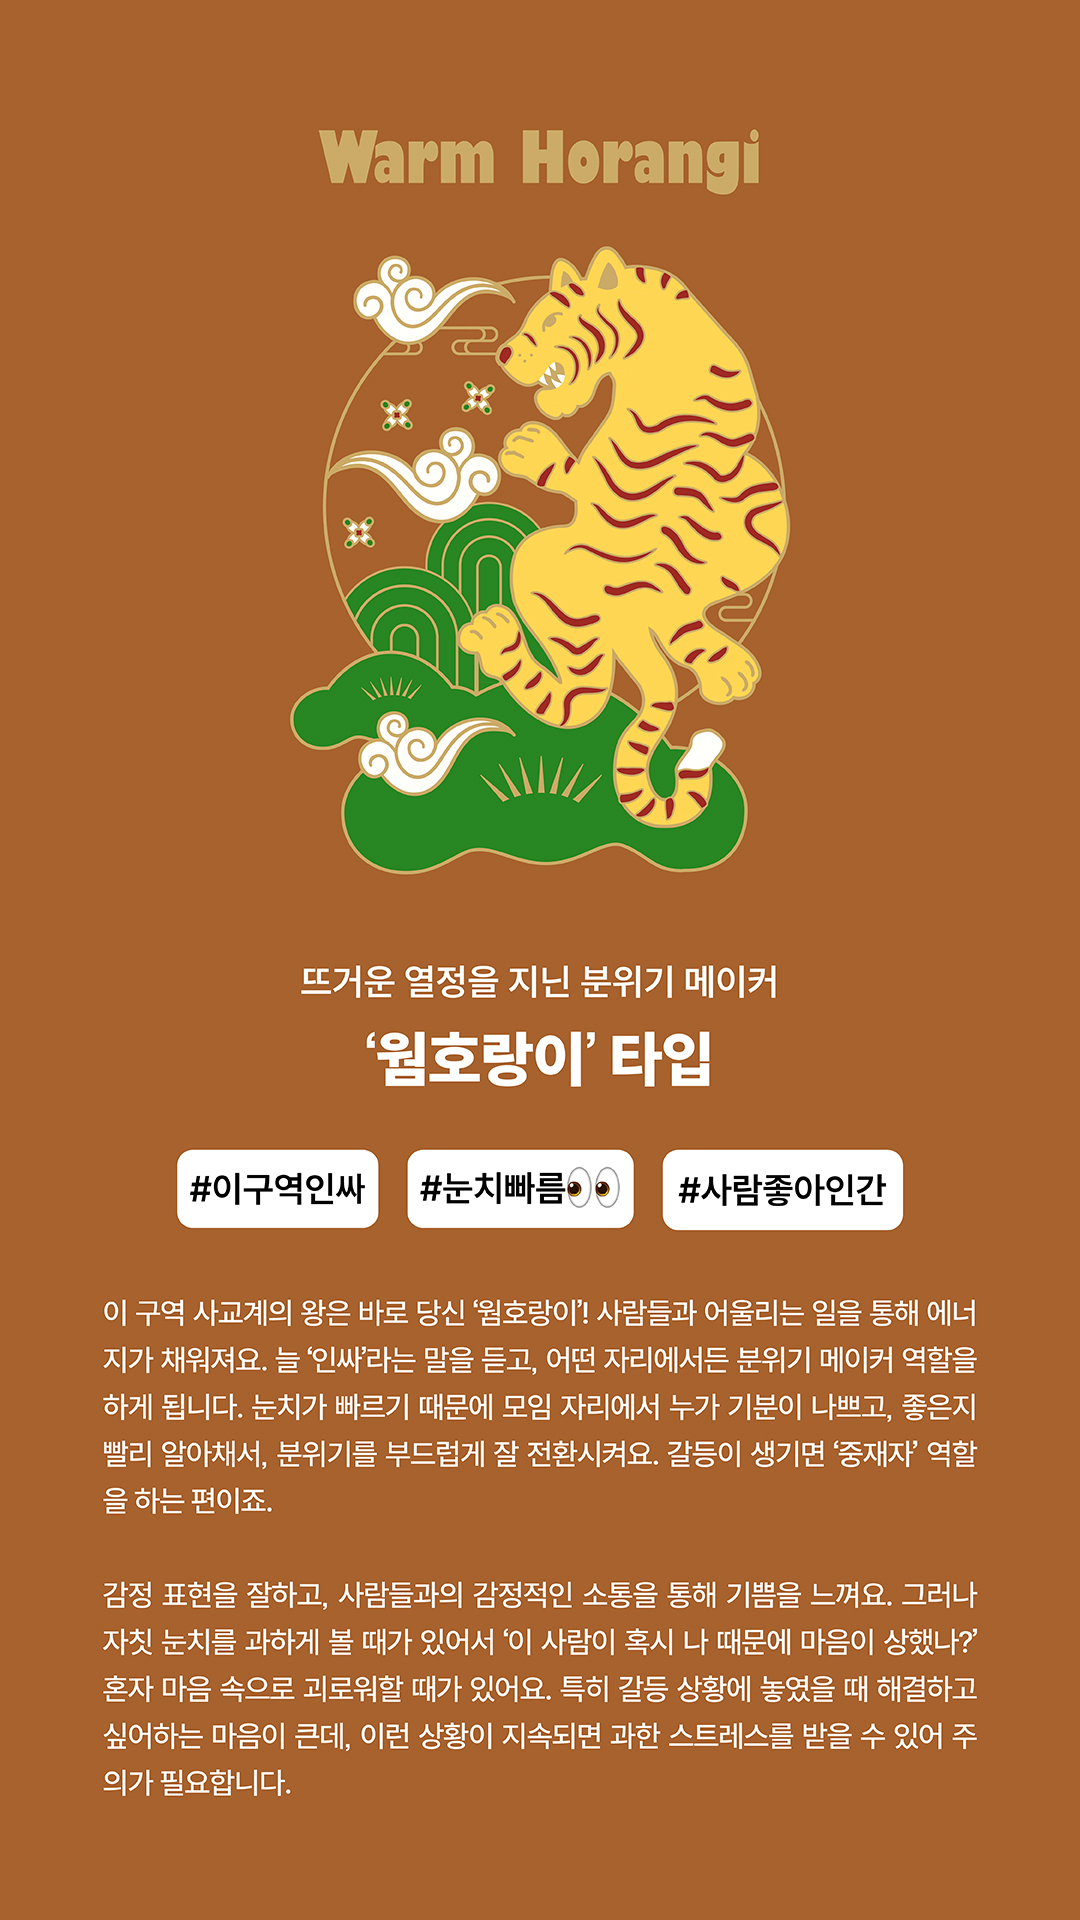 Warm Horangi
뜨거운 열정을 지닌 분위기 메이커
‘웜호랑이’ 타입
#이구역인싸 #눈치빠름👀 #사람좋아인간
이 구역 사교계의 왕은 바로 당신 ‘웜호랑이’! 사람들과 어울리는 일을 통해 에너
지가 채워져요. 늘 ‘인싸’라는 말을 듣고, 어떤 자리에서든 분위기 메이커 역할을
하게 됩니다. 눈치가 빠르기 때문에 모임 자리에서 누가 기분이 나쁘고, 좋은지
빨리 알아채서, 분위기를 부드럽게 잘 전환시켜요. 갈등이 생기면 ‘중재자’ 역할
을 하는 편이죠.
감정 표현을 잘하고, 사람들과의 감정적인 소통을 통해 기쁨을 느껴요. 그러나
자칫 눈치를 과하게 볼 때가 있어서 ‘이 사람이 혹시 나 때문에 마음이 상했나?’
혼자 마음 속으로 괴로워할 때가 있어요. 특히 갈등 상황에 놓였을 때 해결하고
싶어하는 마음이 큰데, 이런 상황이 지속되면 과한 스트레스를 받을 수 있어 주
의가 필요합니다.